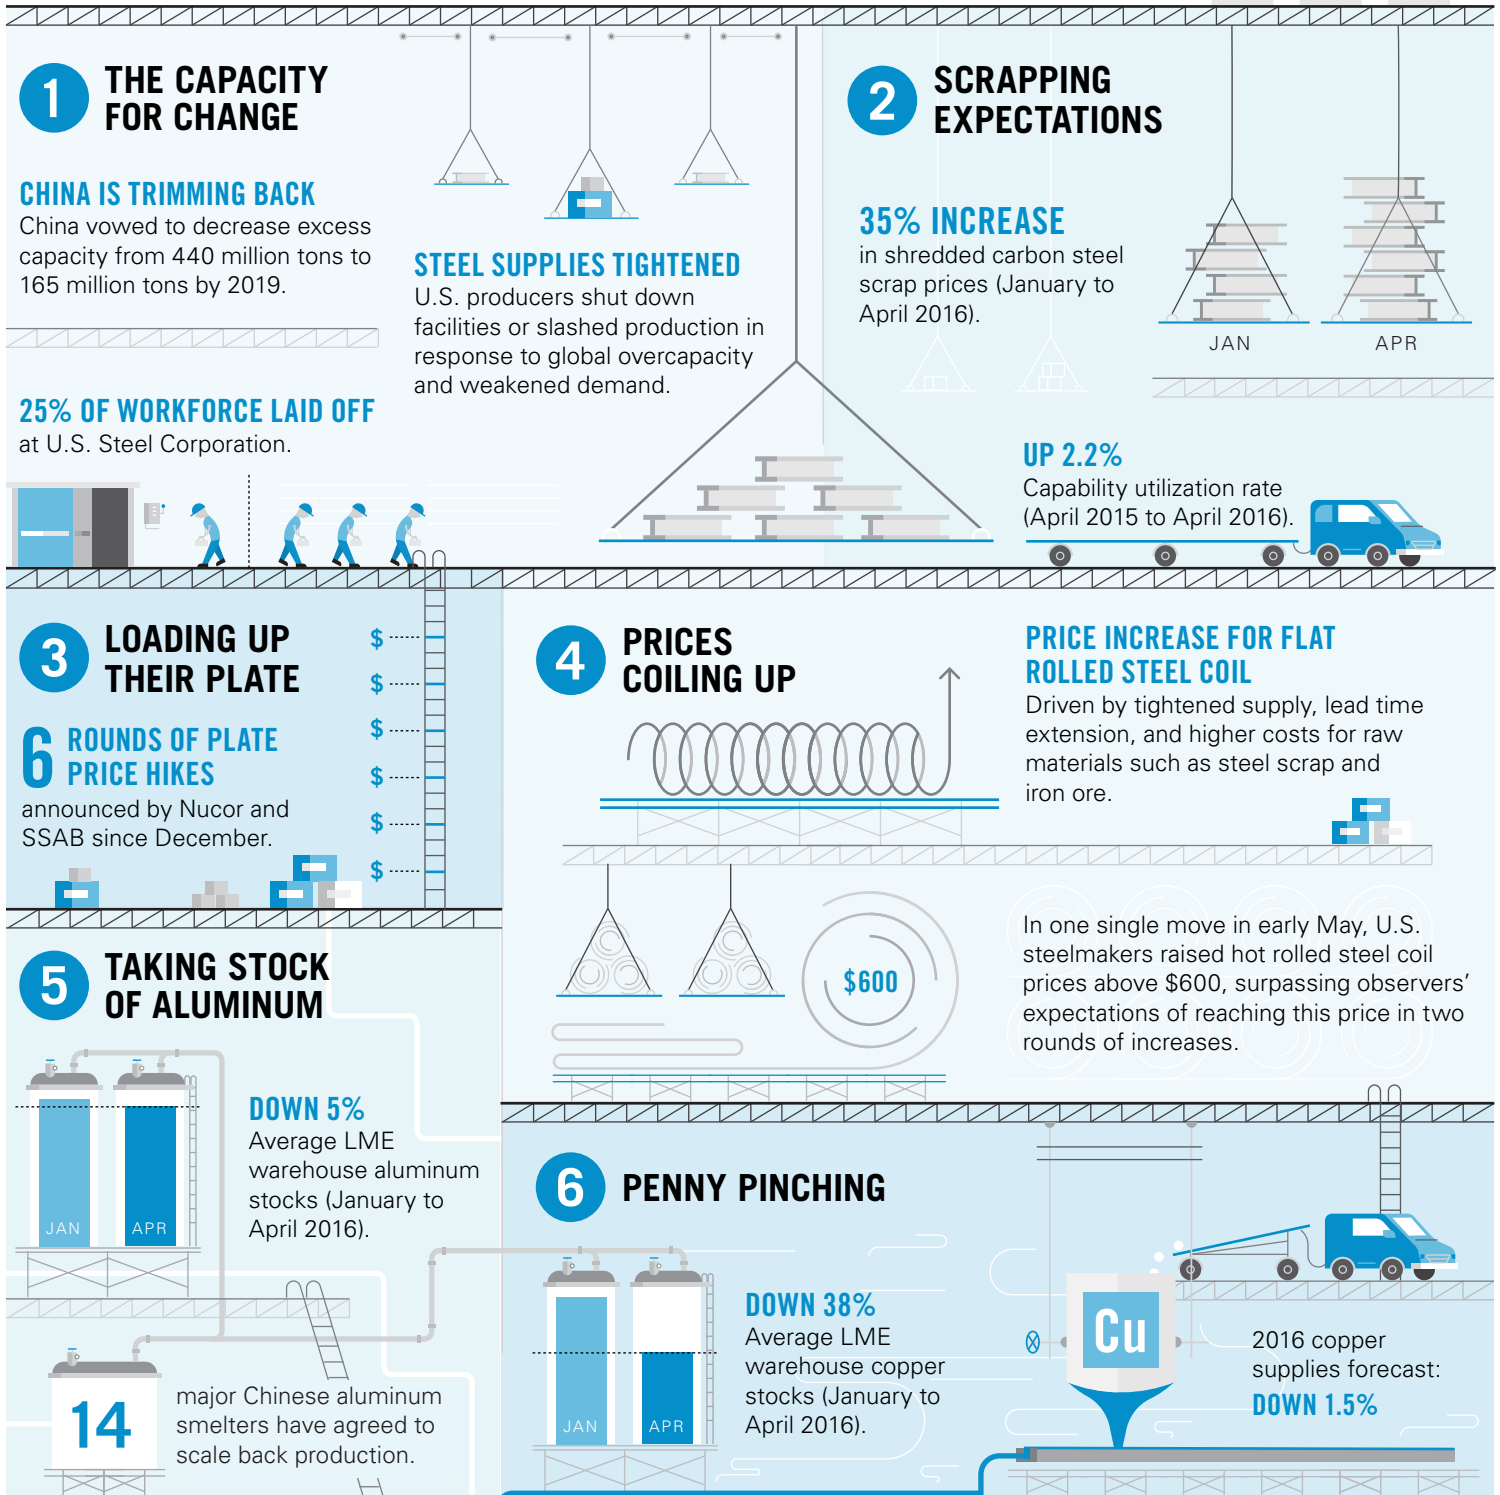 1
THE CAPACITY
FOR CHANGE
CHINA IS TRIMMING BACK
China vowed to decrease excess
capacity from 440 million tons to
165 million tons by 2019.
25% OF WORKFORCE LAID OFF
at U.S. Steel Corporation.
STEEL SUPPLIES TIGHTENED
U.S. producers shut down
facilities or slashed production in
response to global overcapacity
and weakened demand.
2
SCRAPPING
EXPECTATIONS
35% INCREASE
in shredded carbon steel
scrap prices (January to
April 2016).
JAN
APR
UP 2.2%
Capability utilization rate
(April 2015 to April 2016).
3
LOADING UP
THEIR PLATE
6 ROUNDS OF PLATE
PRICE HIKES
announced by Nucor and
SSAB since December.
$
$
$
$
$
$
4
PRICES
COILING UP
PRICE INCREASE FOR FLAT
ROLLED STEEL COIL
Driven by tightened supply, lead time
extension, and higher costs for raw
materials such as steel scrap and
iron ore.
$600
In one single move in early May, U.S.
steelmakers raised hot rolled steel coil
prices above $600, surpassing observers’
expectations of reaching this price in two
rounds of increases.
5
TAKING STOCK
OF ALUMINUM
JAN
APR
DOWN 5%
Average LME
warehouse aluminum
stocks (January to
April 2016).
14
major Chinese aluminum
smelters have agreed to
scale back production.
6
PENNY PINCHING
JAN
APR
DOWN 38%
Average LME
warehouse copper
stocks (January to
April 2016).
Cu
2016 copper
supplies forecast:
DOWN 1.5%